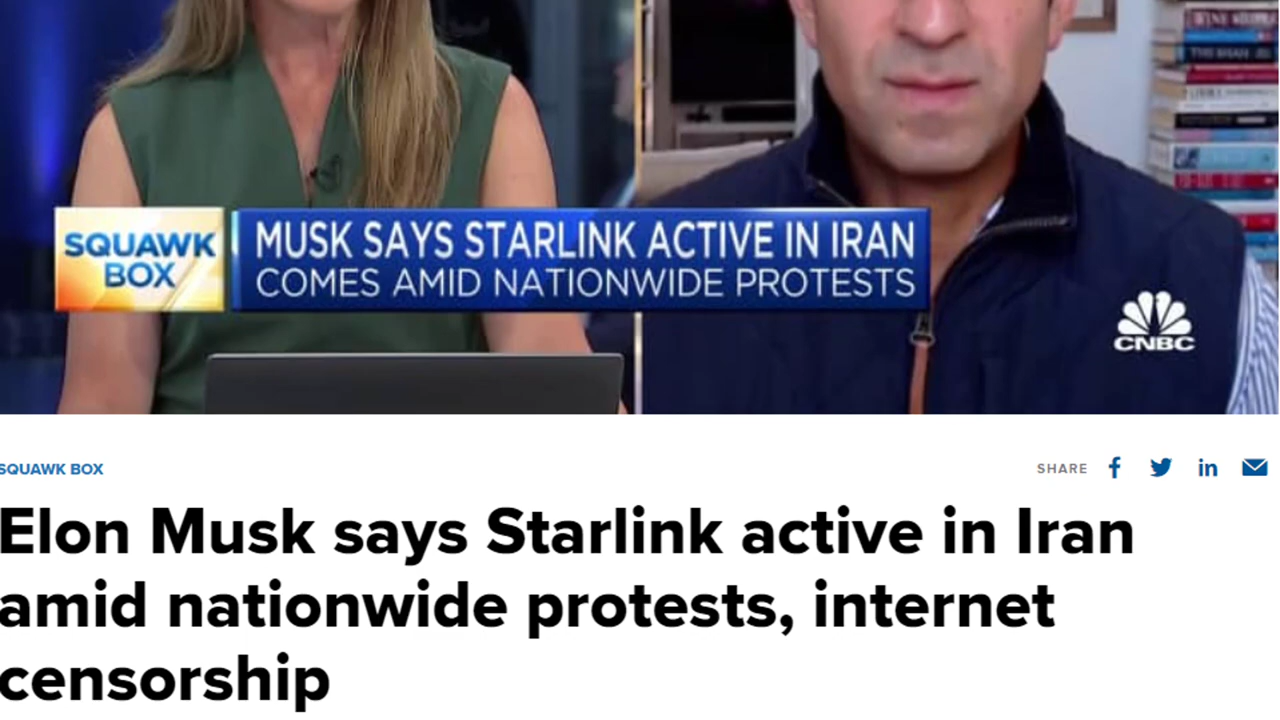 SQUAWK
BOX
MUSK SAYS STARLINK ACTIVE IN IRAN
COMES AMID NATIONWIDE PROTESTS
CNBC
SQUAWK BOX
SHARE
Elon Musk says Starlink active in Iran
amid nationwide protests, internet
censorship